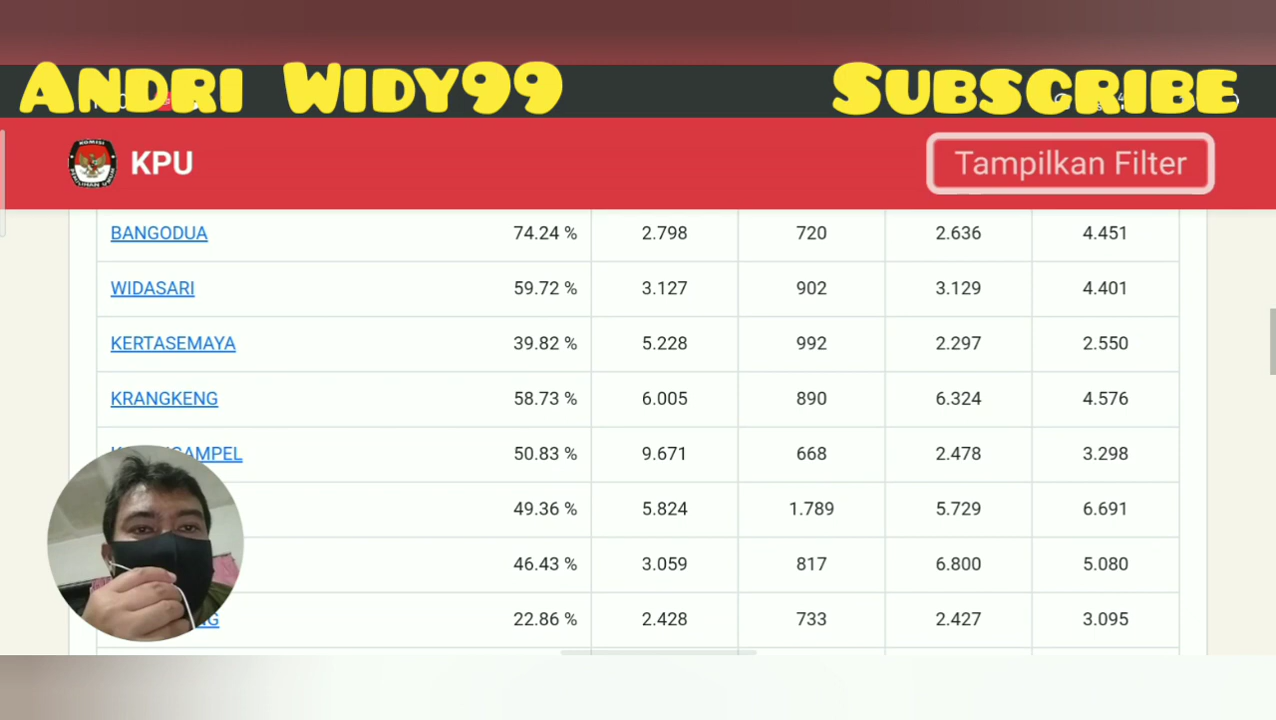 ANDRI WIDY99 SUBSCRIBE
KPU Tampilkan Filter
BANGODUA 74.24 % 2.798 720 2.636 4.451
WIDASARI 59.72 % 3.127 902 3.129 4.401
KERTASEMAYA 39.82 % 5.228 992 2.297 2.550
KRANGKENG 58.73 % 6.005 890 6.324 4.576
50.83 % 9.671 668 2.478 3.298
49.36 % 5.824 1.789 5.729 6.691
46.43 % 3.059 817 6.800 5.080
22.86 % 2.428 733 2.427 3.095